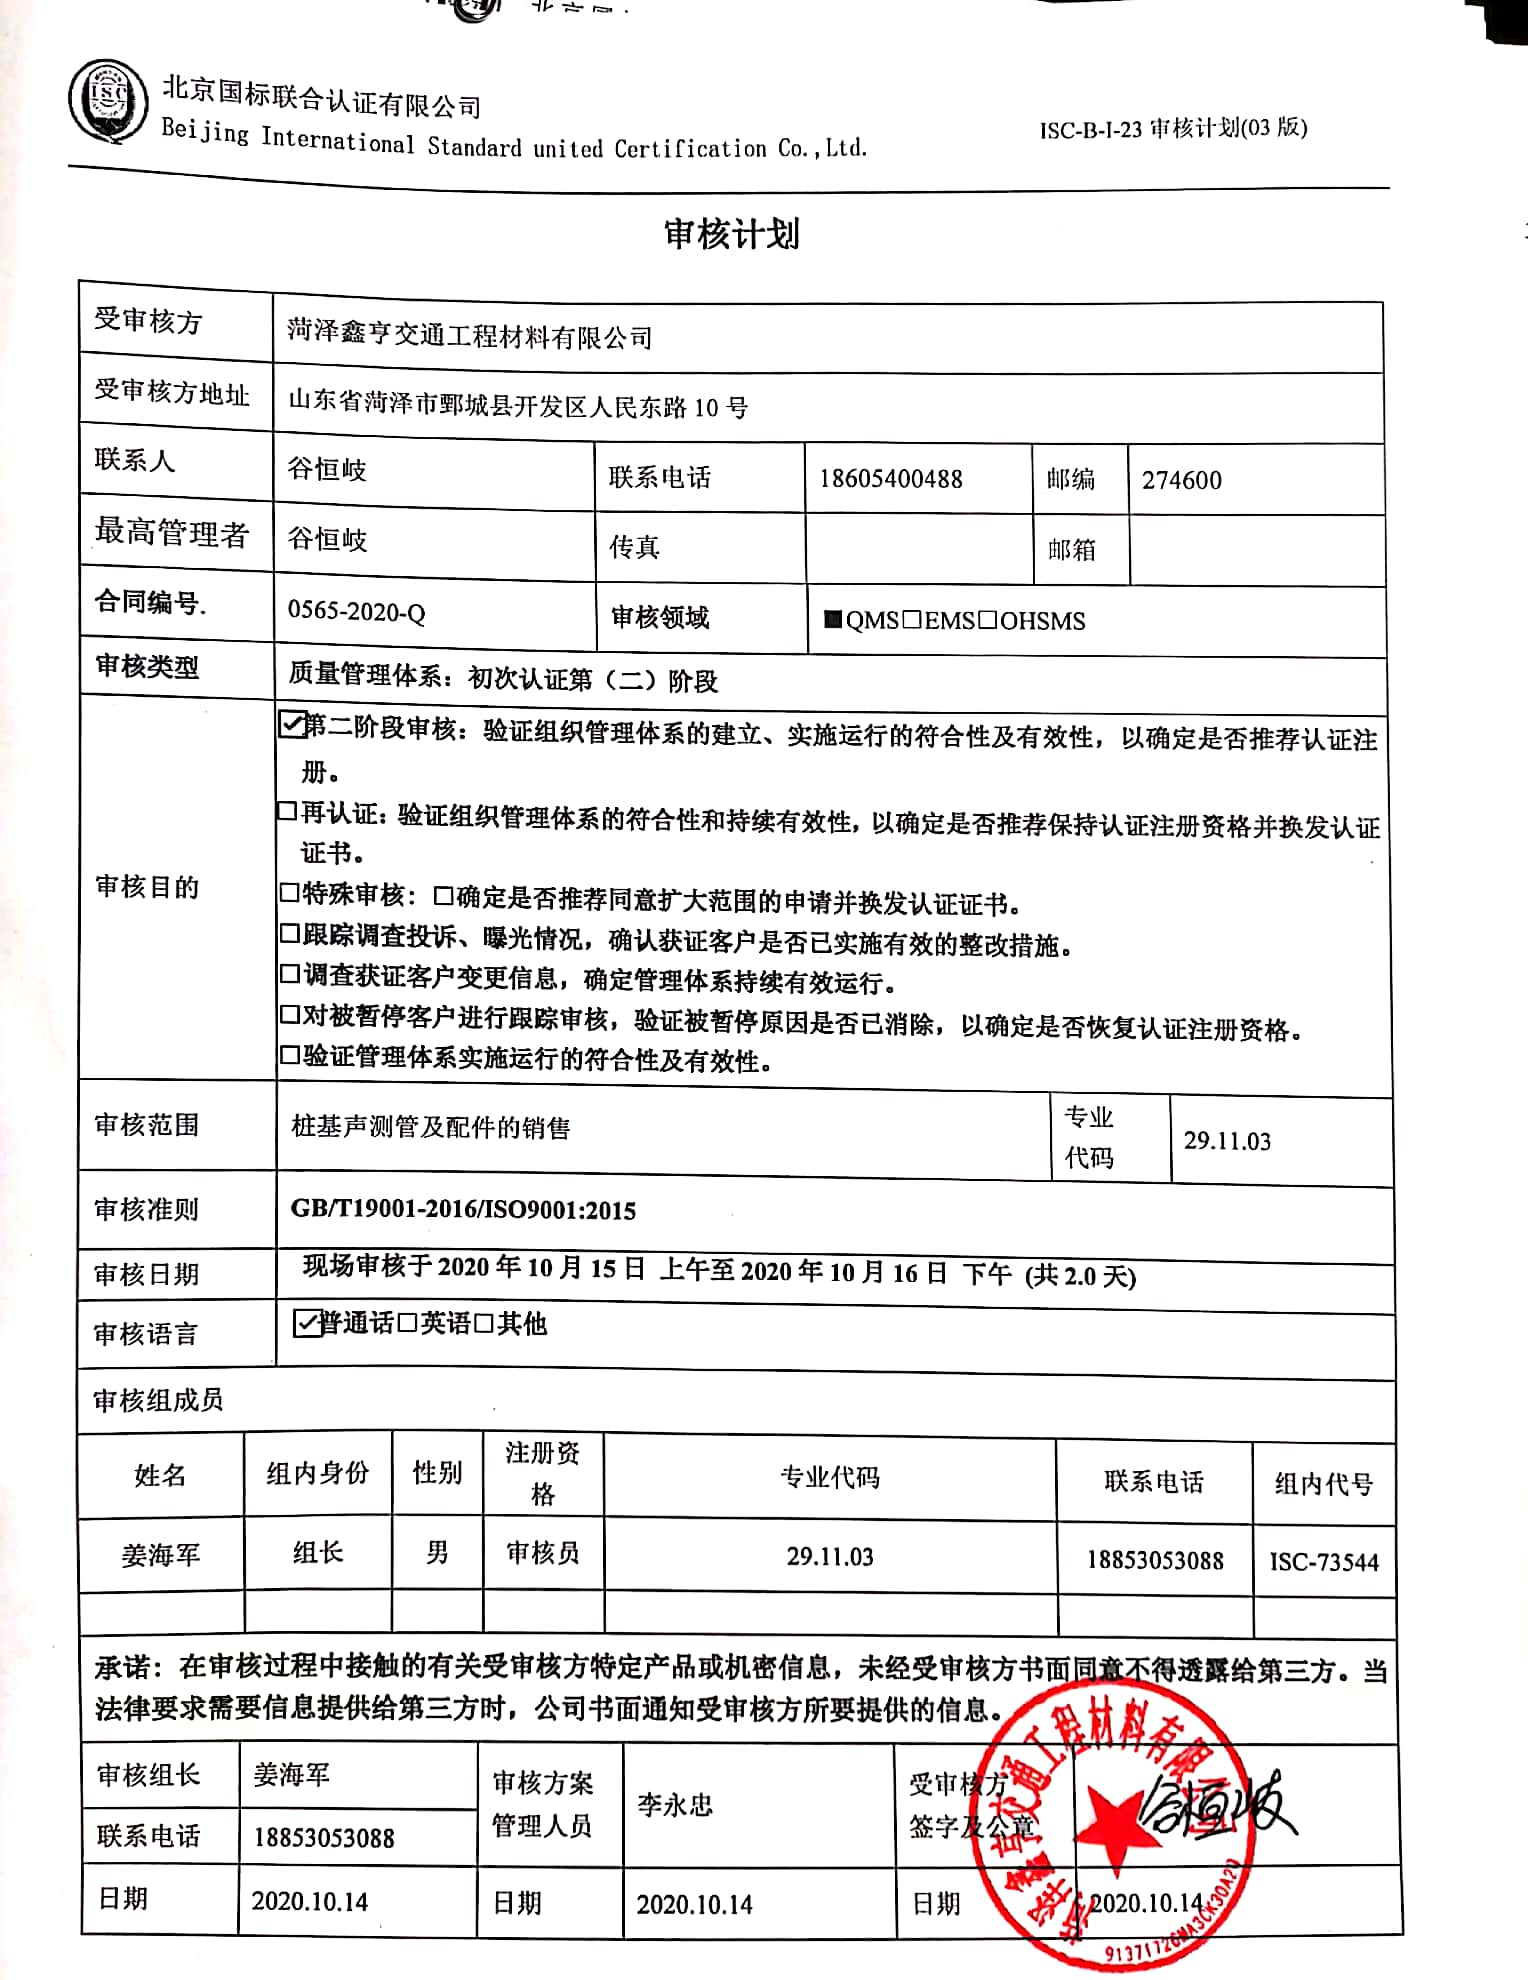 北京国标联合认证有限公司
Beijing International Standard united Certification Co.,Ltd.
ISC-B-I-23 审核计划(03 版)
审核计划
受审核方 菏泽鑫亨交通工程材料有限公司
受审核方地址 山东省菏泽市鄄城县开发区人民东路 10 号
联系人 谷恒岐 联系电话 18605400488 邮编 274600
最高管理者 谷恒岐 传真 邮箱
合同编号. 0565-2020-Q 审核领域 ■QMS□EMS□OHSMS
审核类型 质量管理体系：初次认证第（二）阶段
审核目的
☑第二阶段审核：验证组织管理体系的建立、实施运行的符合性及有效性，以确定是否推荐认证注
册。
□再认证：验证组织管理体系的符合性和持续有效性，以确定是否推荐保持认证注册资格并换发认证
证书。
□特殊审核：□确定是否推荐同意扩大范围的申请并换发认证证书。
□跟踪调查投诉、曝光情况，确认获证客户是否已实施有效的整改措施。
□调查获证客户变更信息，确定管理体系持续有效运行。
□对被暂停客户进行跟踪审核，验证被暂停原因是否已消除，以确定是否恢复认证注册资格。
□验证管理体系实施运行的符合性及有效性。
审核范围 桩基声测管及配件的销售 专业
代码 29.11.03
审核准则 GB/T19001-2016/ISO9001:2015
审核日期 现场审核于 2020 年 10 月 15 日 上午至 2020 年 10 月 16 日 下午 (共 2.0 天)
审核语言 ☑普通话□英语□其他
审核组成员
姓名 组内身份 性别 注册资
格 专业代码 联系电话 组内代号
姜海军 组长 男 审核员 29.11.03 18853053088 ISC-73544
承诺：在审核过程中接触的有关受审核方特定产品或机密信息，未经受审核方书面同意不得透露给第三方。当
法律要求需要信息提供给第三方时，公司书面通知受审核方所要提供的信息。
审核组长 姜海军 审核方案
管理人员 李永忠 受审核方
签字及公章 谷恒岐
联系电话 18853053088
日期 2020.10.14 日期 2020.10.14 日期 2020.10.14
菏泽鑫亨交通工程材料有限公司